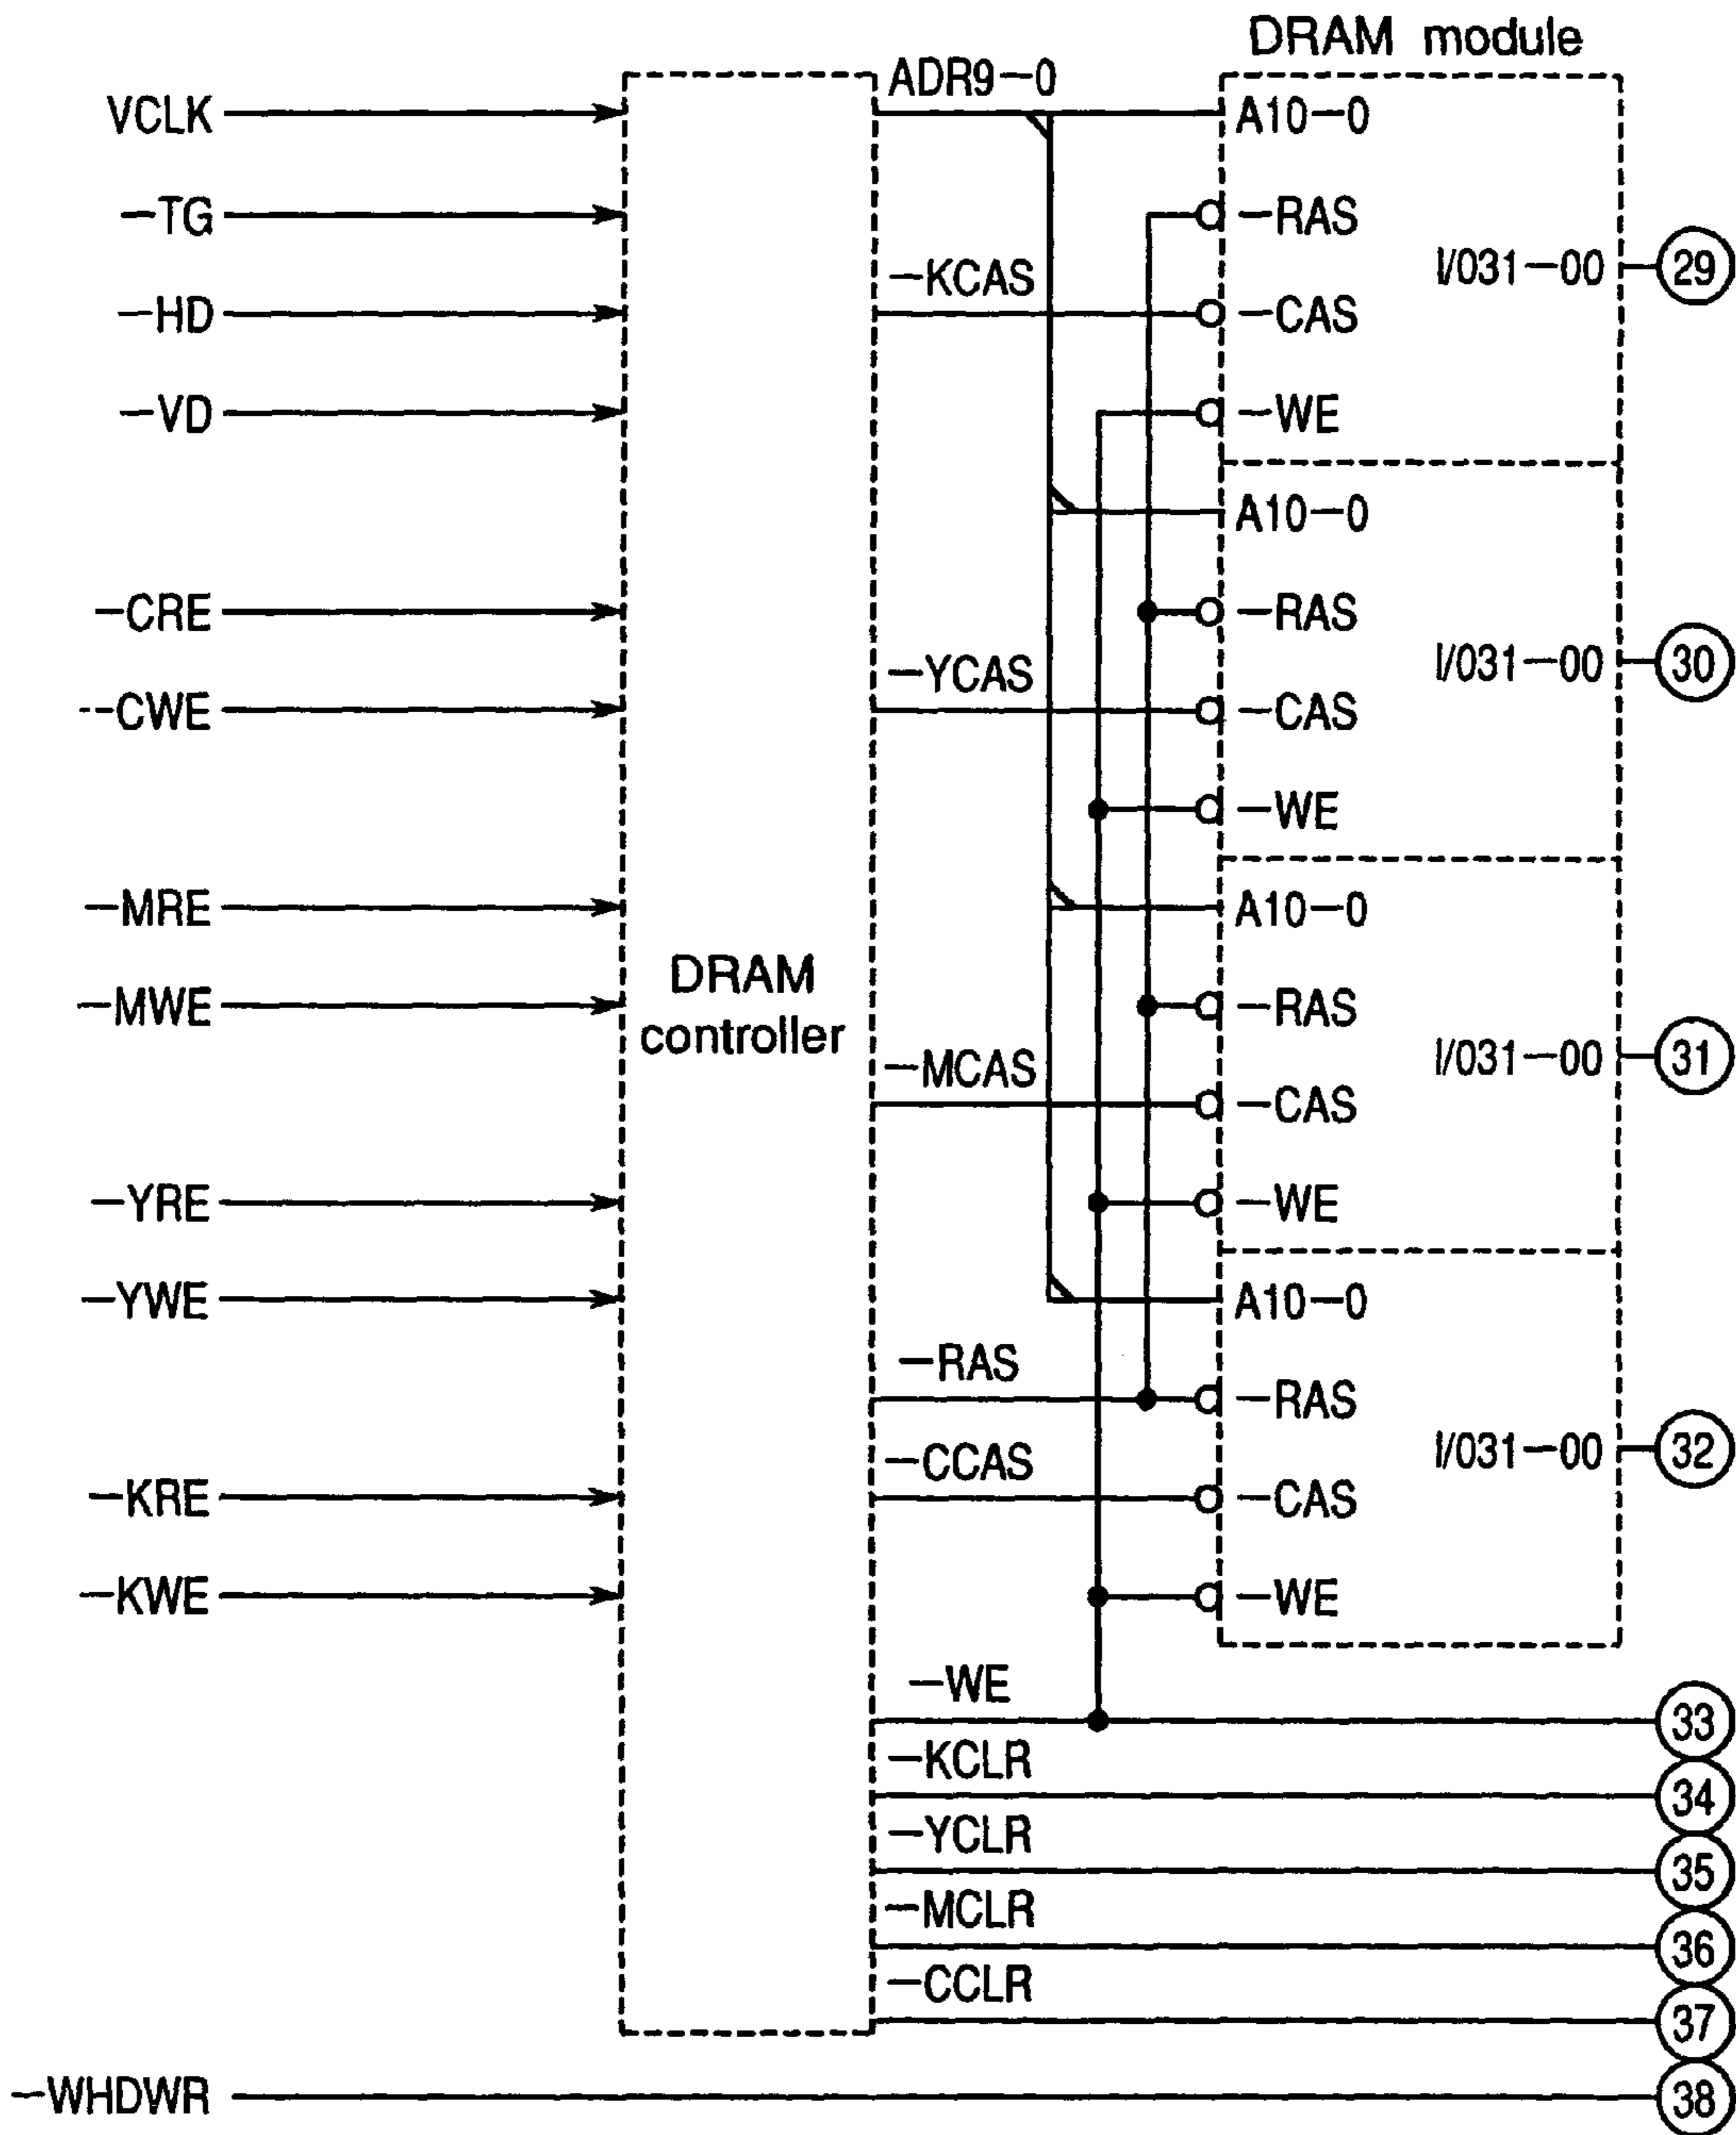 DRAM module
VCLK
—TG
—HD
—VD
—CRE
--CWE
—MRE
—MWE
—YRE
—YWE
—KRE
—KWE
—WHDWR
DRAM
controller
ADR9—0
—KCAS
—YCAS
—MCAS
—RAS
—CCAS
—WE
—KCLR
—YCLR
—MCLR
—CCLR
A10—0
—RAS
I/031—00
29
—CAS
—WE
A10—0
—RAS
I/031—00
30
—CAS
—WE
A10—0
—RAS
I/031—00
31
—CAS
—WE
A10—0
—RAS
I/031—00
32
—CAS
—WE
33
34
35
36
37
38